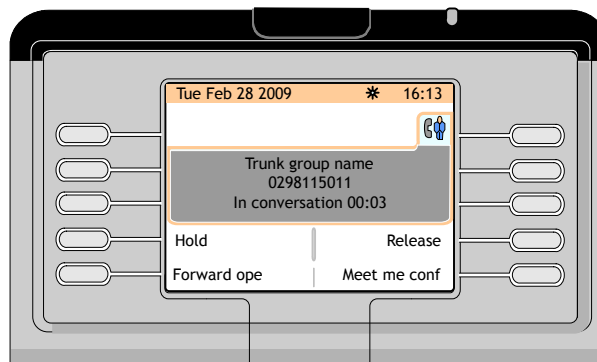 Tue Feb 28 2009 16:13
Trunk group name
0298115011
In conversation 00:03
Hold Release
Forward ope Meet me conf